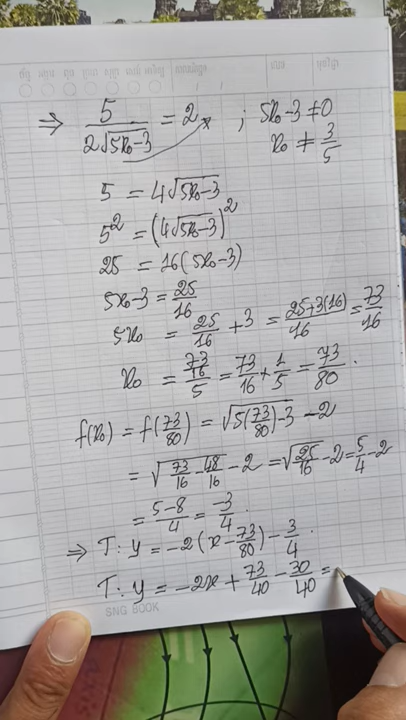 ⇒ 5/(2√(5x₀-3)) = 2 ; 5x₀-3 ≠ 0
x₀ ≠ 3/5
5 = 4√(5x₀-3)
5² = (4√(5x₀-3))²
25 = 16(5x₀-3)
5x₀-3 = 25/16
5x₀ = 25/16 + 3 = (25+3(16))/16 = 73/16
x₀ = (73/16)/5 = 73/16 + 1/5 = 73/80 .
f(x₀) = f(73/80) = √(5(73/80)-3) - 2
= √(73/16 - 48/16) - 2 = √(25/16) - 2 = 5/4 - 2
= (5-8)/4 = -3/4 .
⇒ T: y = -2(x - 73/80) - 3/4 .
T: y = -2x + 73/40 - 30/40 =
SNG BOOK